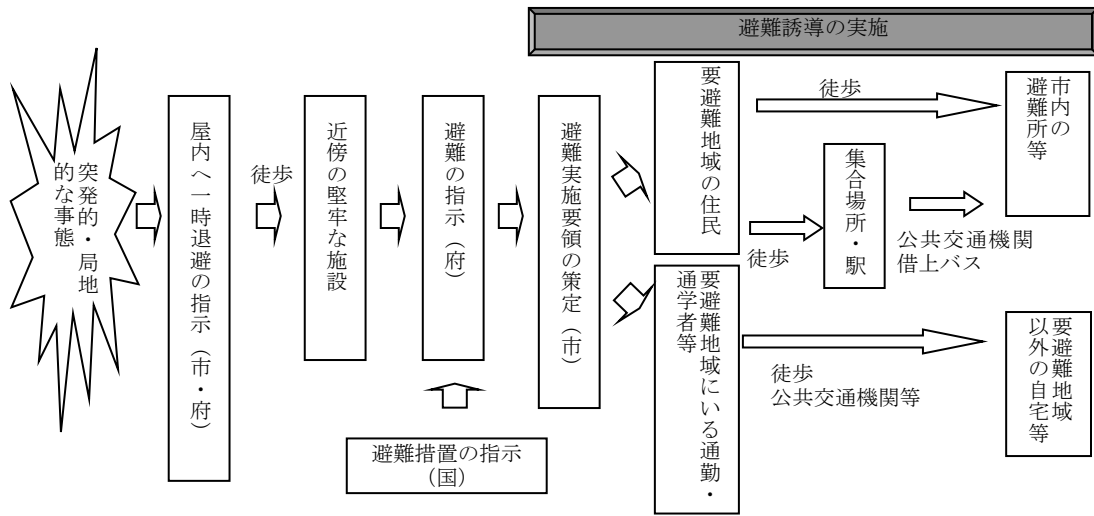 避難誘導の実施
突発的・局地
的な事態
屋内へ一時退避の指示（市・府）
徒歩
近傍の堅牢な施設
避難の指示（府）
避難措置の指示
（国）
避難実施要領の策定（市）
要避難地域の住民
徒歩
市内の
避難所等
徒歩
集合場所・駅
公共交通機関
借上バス
要避難地域にいる通勤・
通学者等
徒歩
公共交通機関等
要避難地域
以外の自宅等